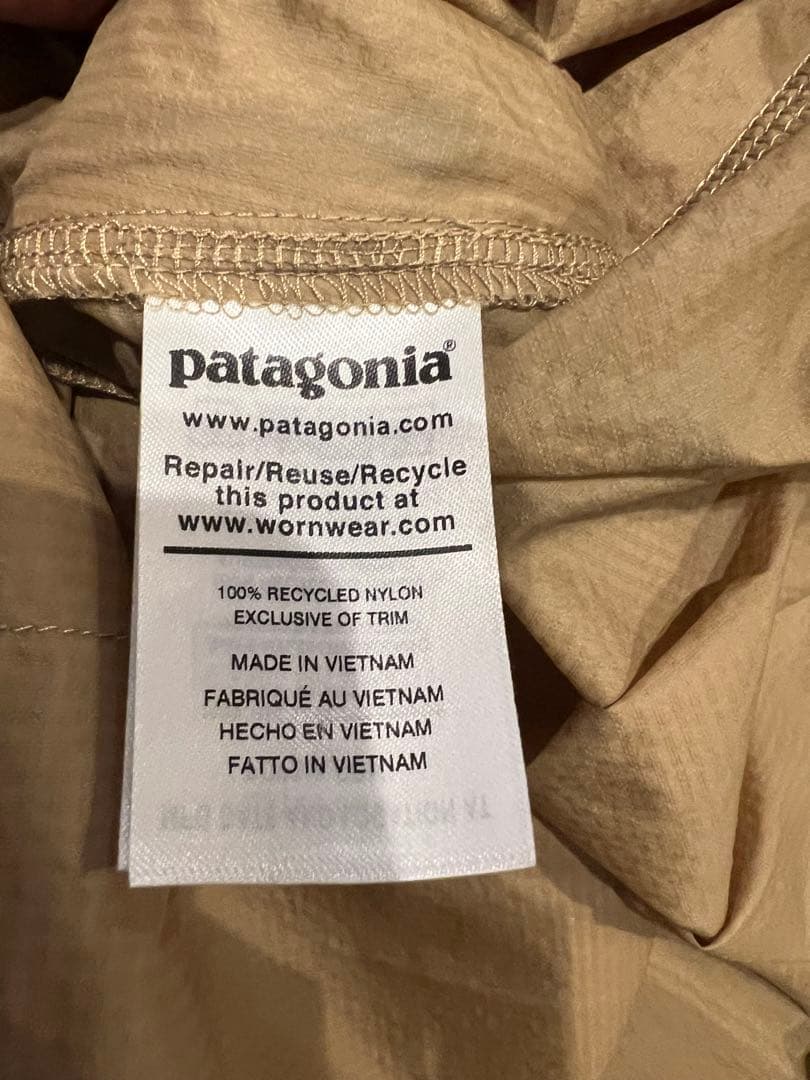 patagonia®
www.patagonia.com
Repair/Reuse/Recycle
this product at
www.wornwear.com
100% RECYCLED NYLON
EXCLUSIVE OF TRIM
MADE IN VIETNAM
FABRIQUÉ AU VIETNAM
HECHO EN VIETNAM
FATTO IN VIETNAM